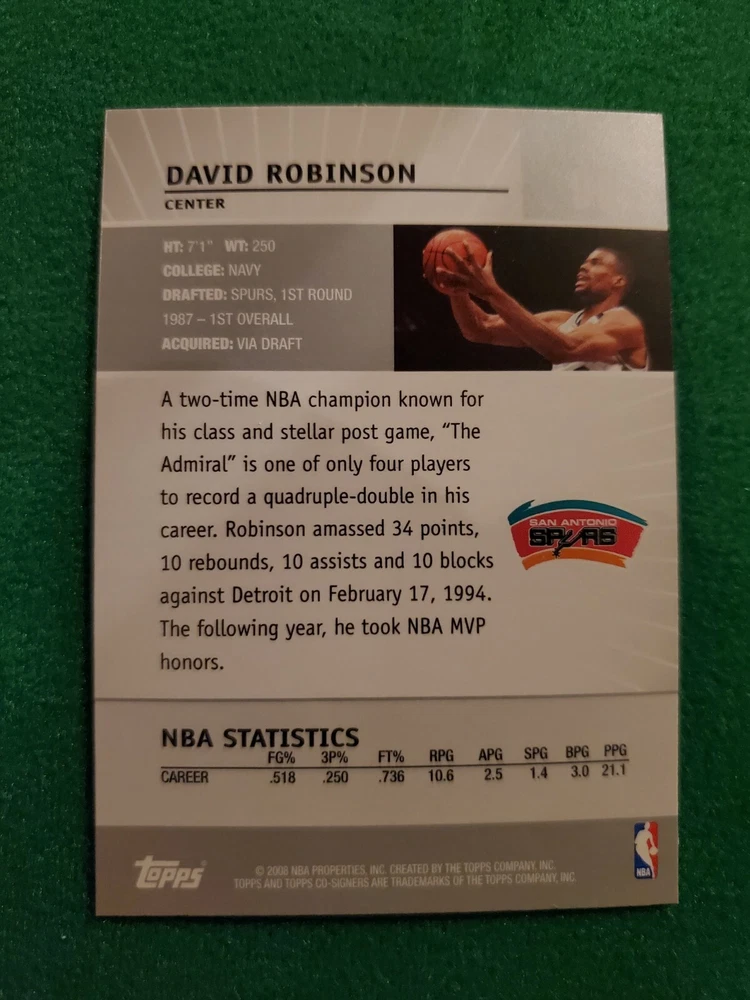 DAVID ROBINSON
CENTER
HT: 7'1" WT: 250
COLLEGE: NAVY
DRAFTED: SPURS, 1ST ROUND
1987 – 1ST OVERALL
ACQUIRED: VIA DRAFT
A two-time NBA champion known for
his class and stellar post game, “The
Admiral” is one of only four players
to record a quadruple-double in his
career. Robinson amassed 34 points,
10 rebounds, 10 assists and 10 blocks
against Detroit on February 17, 1994.
The following year, he took NBA MVP
honors.
SAN ANTONIO
SPURS
NBA STATISTICS
FG% 3P% FT% RPG APG SPG BPG PPG
CAREER .518 .250 .736 10.6 2.5 1.4 3.0 21.1
NBA
Topps®
© 2008 NBA PROPERTIES, INC. CREATED BY THE TOPPS COMPANY, INC.
TOPPS AND TOPPS CO-SIGNERS ARE TRADEMARKS OF THE TOPPS COMPANY, INC.